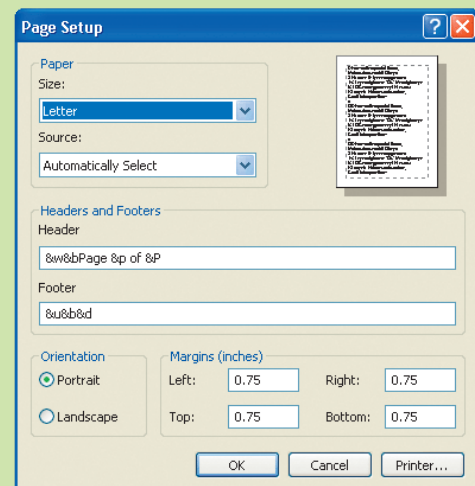 Page Setup
Paper
Size:
Letter
Source:
Automatically Select
Headers and Footers
Header
&w&bPage &p of &P
Footer
&u&b&d
Orientation
Portrait
Landscape
Margins (inches)
Left: 0.75 Right: 0.75
Top: 0.75 Bottom: 0.75
OK Cancel Printer...